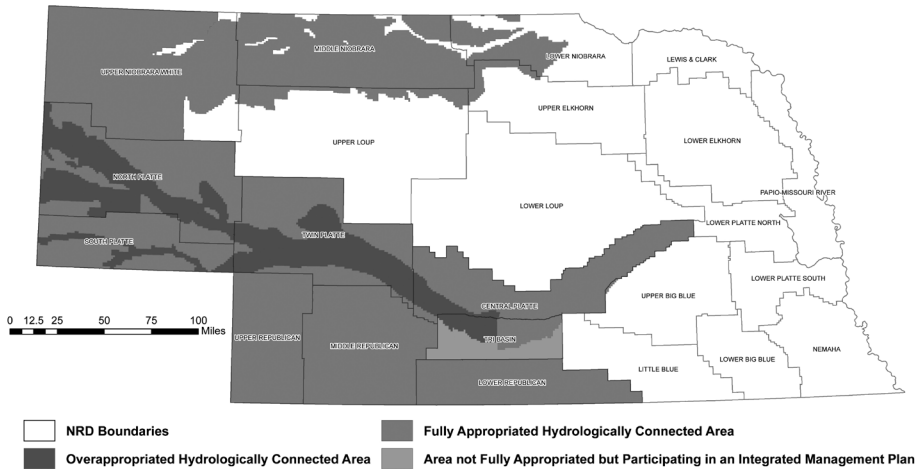 MIDDLE NIOBRARA
LOWER NIOBRARA
LEWIS & CLARK
UPPER NIOBRARA WHITE
UPPER ELKHORN
LOWER ELKHORN
UPPER LOUP
NORTH PLATTE
PAPIO-MISSOURI RIVER
LOWER LOUP
LOWER PLATTE NORTH
SOUTH PLATTE
TWIN PLATTE
LOWER PLATTE SOUTH
UPPER BIG BLUE
CENTRAL PLATTE
0 12.5 25 50 75 100
Miles
UPPER REPUBLICAN
MIDDLE REPUBLICAN
TRI BASIN
NEMAHA
LITTLE BLUE
LOWER BIG BLUE
LOWER REPUBLICAN
NRD Boundaries
Fully Appropriated Hydrologically Connected Area
Overappropriated Hydrologically Connected Area
Area not Fully Appropriated but Participating in an Integrated Management Plan